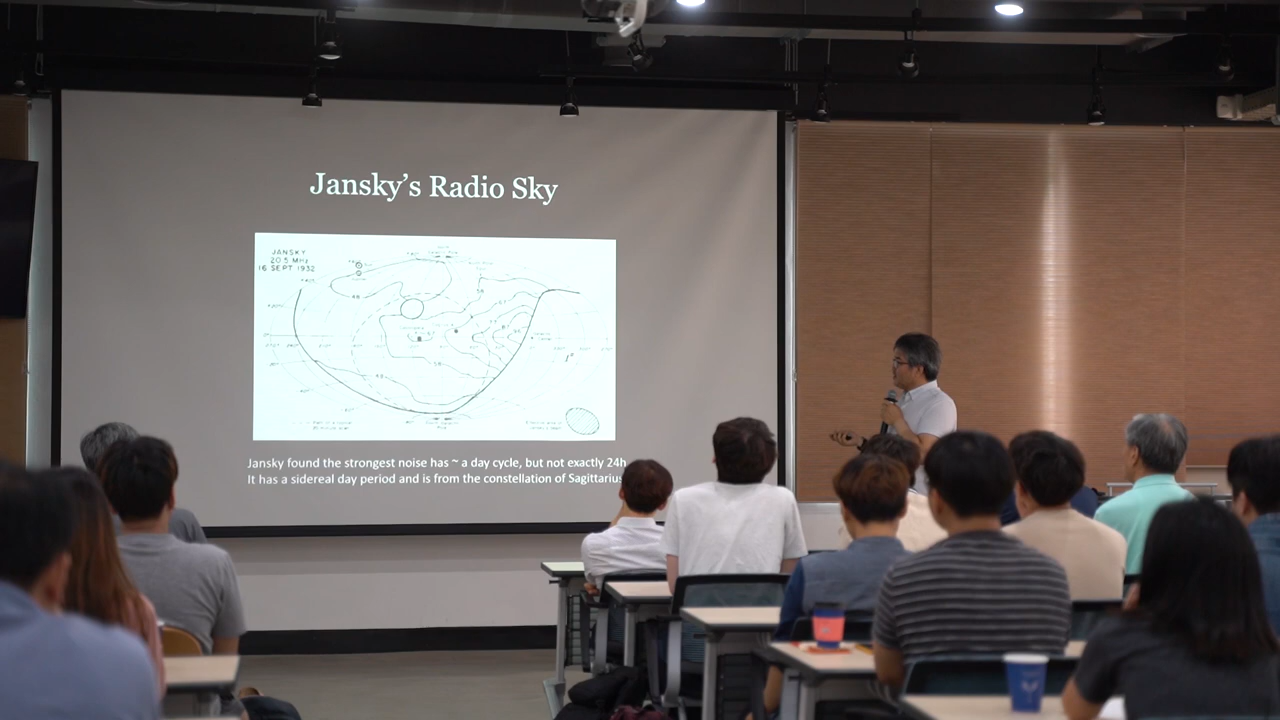 Jansky's Radio Sky
JANSKY
20.5 MHz
16 SEPT 1932
Jansky found the strongest noise has ~ a day cycle, but not exactly 24h
It has a sidereal day period and is from the constellation of Sagittarius